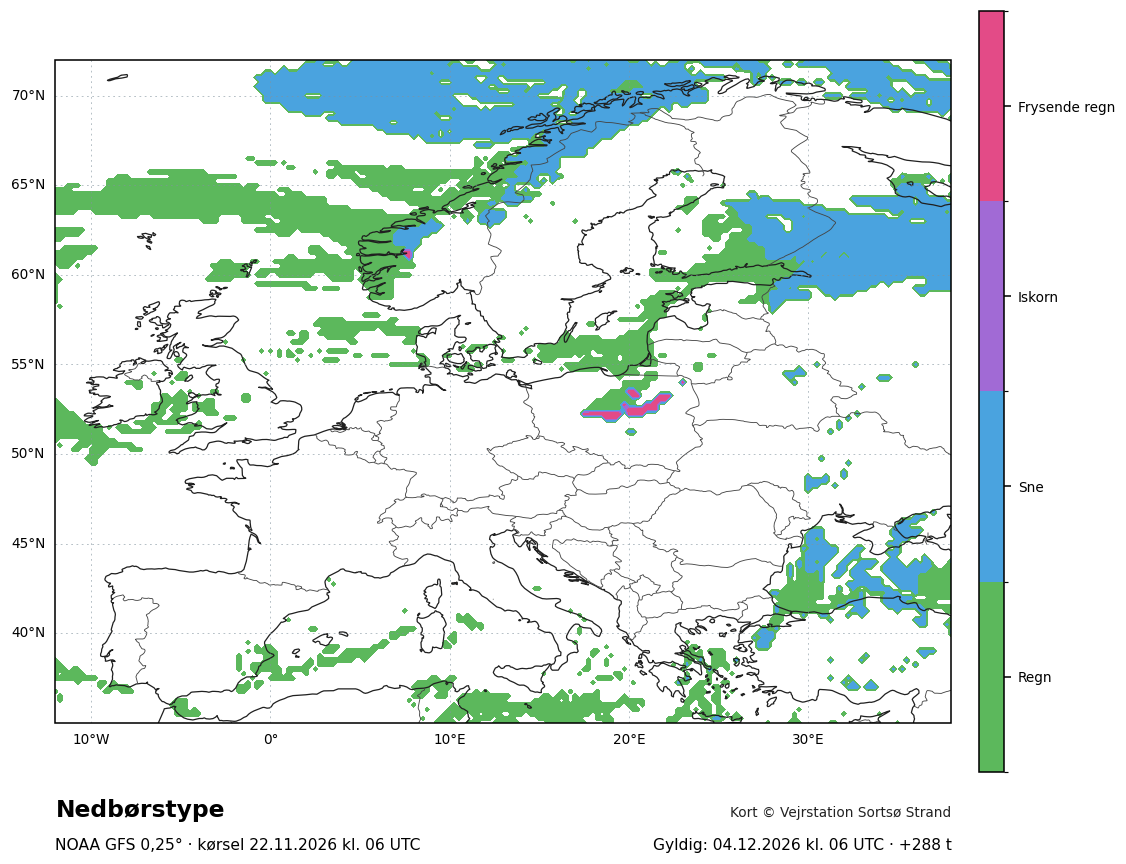 70°N
65°N
60°N
55°N
50°N
45°N
40°N
10°W
0°
10°E
20°E
30°E
Frysende regn
Iskorn
Sne
Regn
Nedbørstype
Kort © Vejrstation Sortsø Strand
NOAA GFS 0,25° · kørsel 22.11.2026 kl. 06 UTC
Gyldig: 04.12.2026 kl. 06 UTC · +288 t